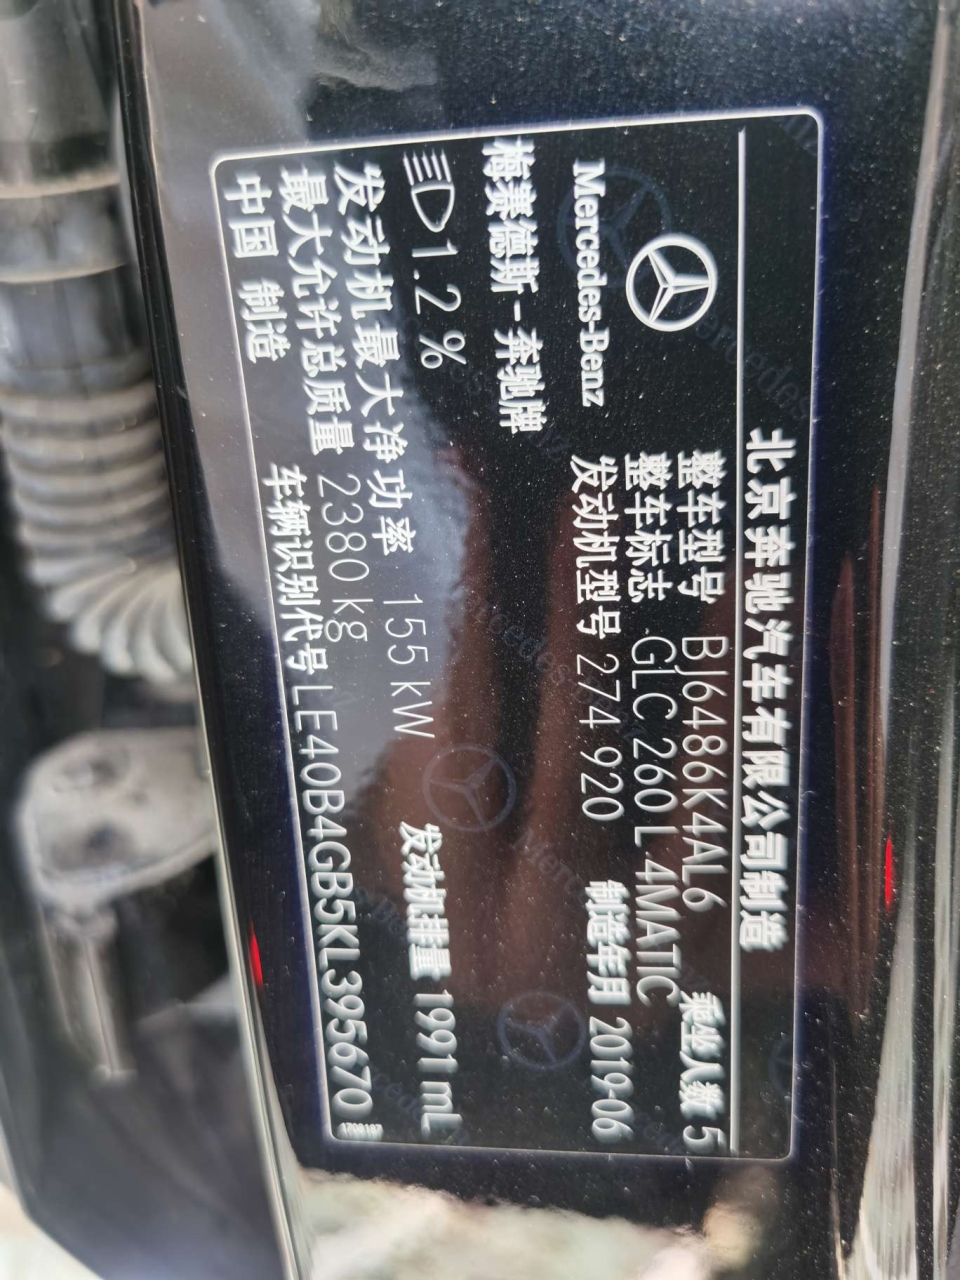 北京奔驰汽车有限公司制造
整车型号 BJ6486K4AL6 乘坐人数 5
整车标志 GLC 260 L 4MATIC
Mercedes-Benz 发动机型号 274 920 制造年月 2019-06
梅赛德斯-奔驰牌
1.2% 发动机排量 1991 mL
发动机最大净功率 155 kW
最大允许总质量 2380 kg
中国 制造 车辆识别代号 LE40B4GB5KL395670